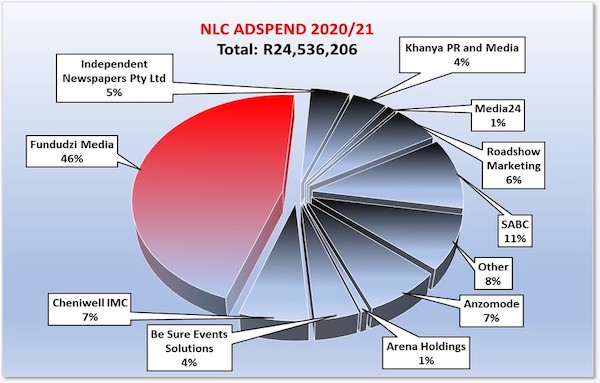 NLC ADSPEND 2020/21
Total: R24,536,206
Independent
Newspapers Pty Ltd
5%
Khanya PR and Media
4%
Media24
1%
Roadshow
Marketing
6%
SABC
11%
Other
8%
Anzomode
7%
Arena Holdings
1%
Be Sure Events
Solutions
4%
Cheniwell IMC
7%
Fundudzi Media
46%